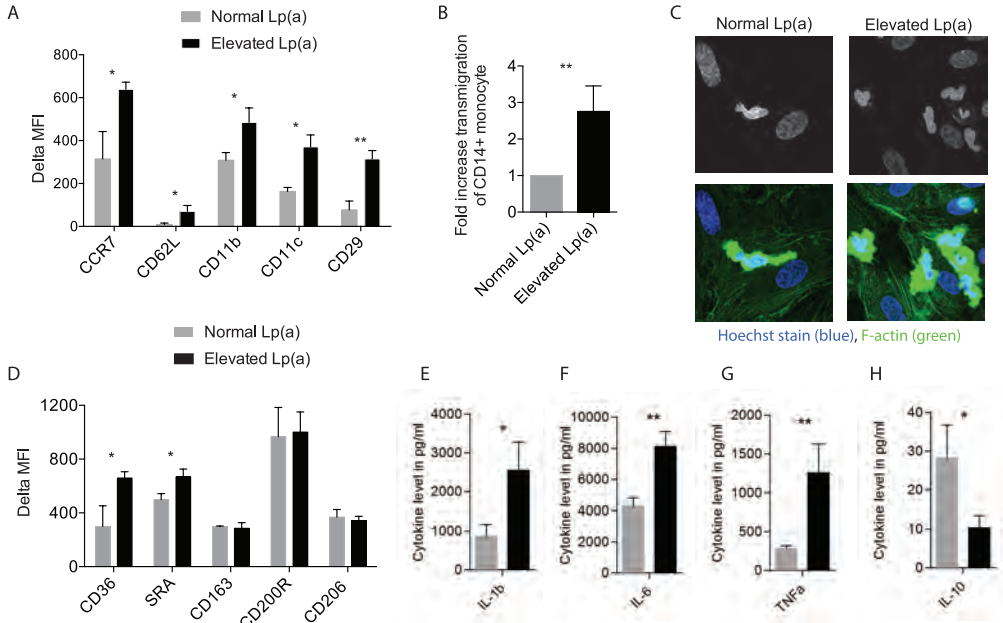 A
Normal Lp(a)
Elevated Lp(a)
Delta MFI
800
600
400
200
0
*
*
*
*
**
CCR7
CD62L
CD11b
CD11c
CD29
B
Fold increase transmigration
of CD14+ monocyte
5
4
3
2
1
0
**
Normal Lp(a)
Elevated Lp(a)
C
Normal Lp(a)
Elevated Lp(a)
Hoechst stain (blue), F-actin (green)
D
Normal Lp(a)
Elevated Lp(a)
Delta MFI
1200
800
400
0
*
*
CD36
SRA
CD163
CD200R
CD206
E
Cytokine level in pg/ml
4000
3000
2000
1000
0
*
IL-1b
F
Cytokine level in pg/ml
10000
8000
6000
4000
2000
0
**
IL-6
G
Cytokine level in pg/ml
2000
1500
1000
500
0
**
TNFa
H
Cytokine level in pg/ml
40
30
20
10
0
*
IL-10